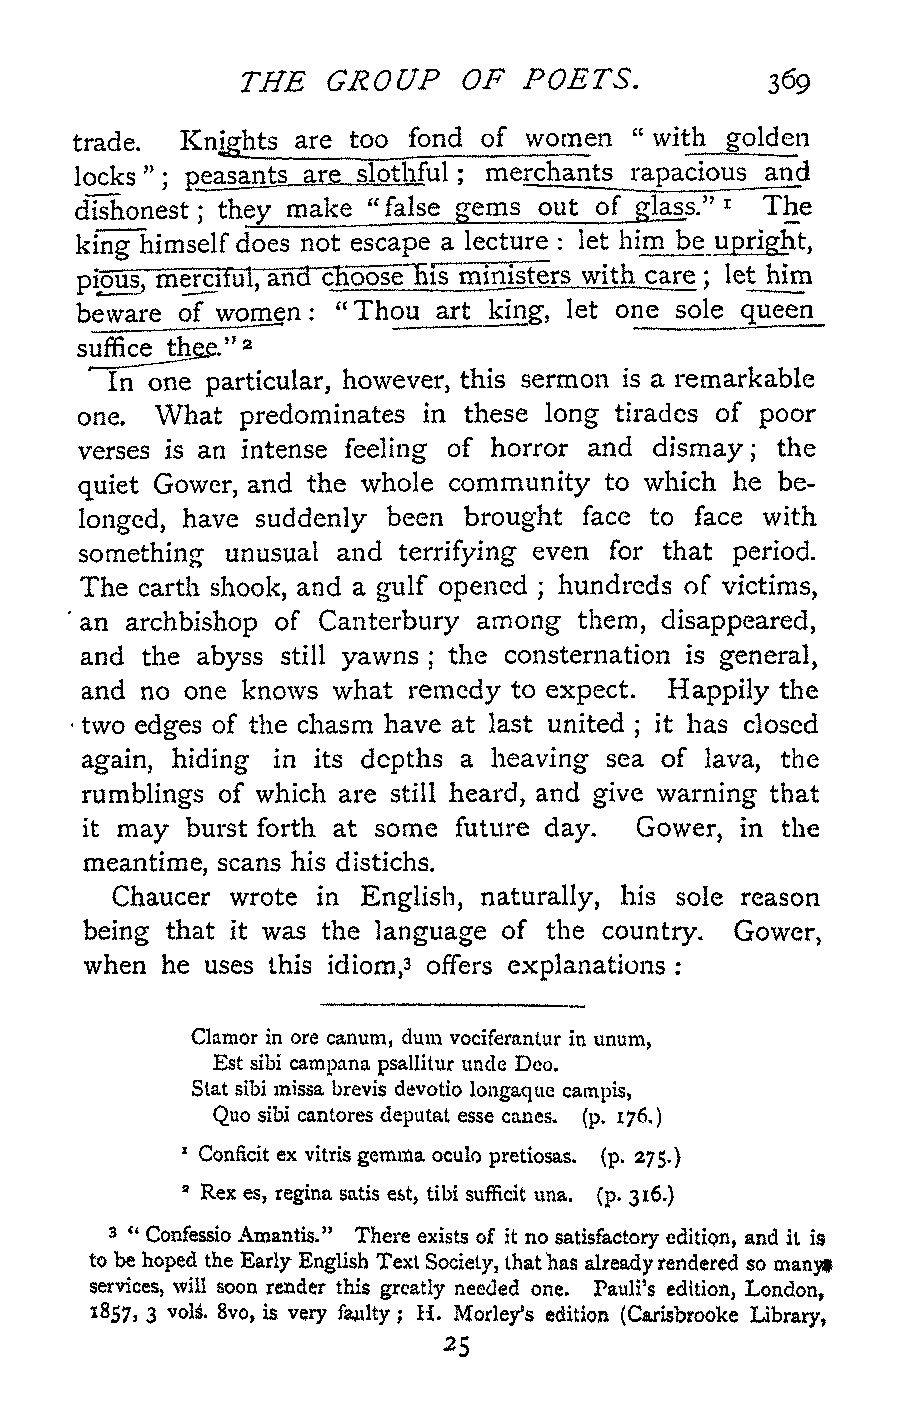 THE GROUP OF POETS. 369
trade. Knights are too fond of women “ with golden
locks ” ; peasants are slothful ; merchants rapacious and
dishonest ; they make “ false gems out of glass.” 1 The
king himself does not escape a lecture : let him be upright,
pious, merciful, and choose his ministers with care ; let him
beware of women : “ Thou art king, let one sole queen
suffice thee.” 2
In one particular, however, this sermon is a remarkable
one. What predominates in these long tirades of poor
verses is an intense feeling of horror and dismay ; the
quiet Gower, and the whole community to which he be-
longed, have suddenly been brought face to face with
something unusual and terrifying even for that period.
The earth shook, and a gulf opened ; hundreds of victims,
an archbishop of Canterbury among them, disappeared,
and the abyss still yawns ; the consternation is general,
and no one knows what remedy to expect. Happily the
two edges of the chasm have at last united ; it has closed
again, hiding in its depths a heaving sea of lava, the
rumblings of which are still heard, and give warning that
it may burst forth at some future day. Gower, in the
meantime, scans his distichs.
Chaucer wrote in English, naturally, his sole reason
being that it was the language of the country. Gower,
when he uses this idiom,3 offers explanations :
Clamor in ore canum, dum vociferantur in unum,
Est sibi campana psallitur unde Deo.
Stat sibi missa brevis devotio longaque campis,
Quo sibi cantores deputat esse canes. (p. 176.)
1 Conficit ex vitris gemma oculo pretiosas. (p. 275.)
2 Rex es, regina satis est, tibi sufficit una. (p. 316.)
3 “ Confessio Amantis.” There exists of it no satisfactory edition, and it is
to be hoped the Early English Text Society, that has already rendered so many
services, will soon render this greatly needed one. Pauli’s edition, London,
1857, 3 vols. 8vo, is very faulty ; H. Morley’s edition (Carisbrooke Library,
25